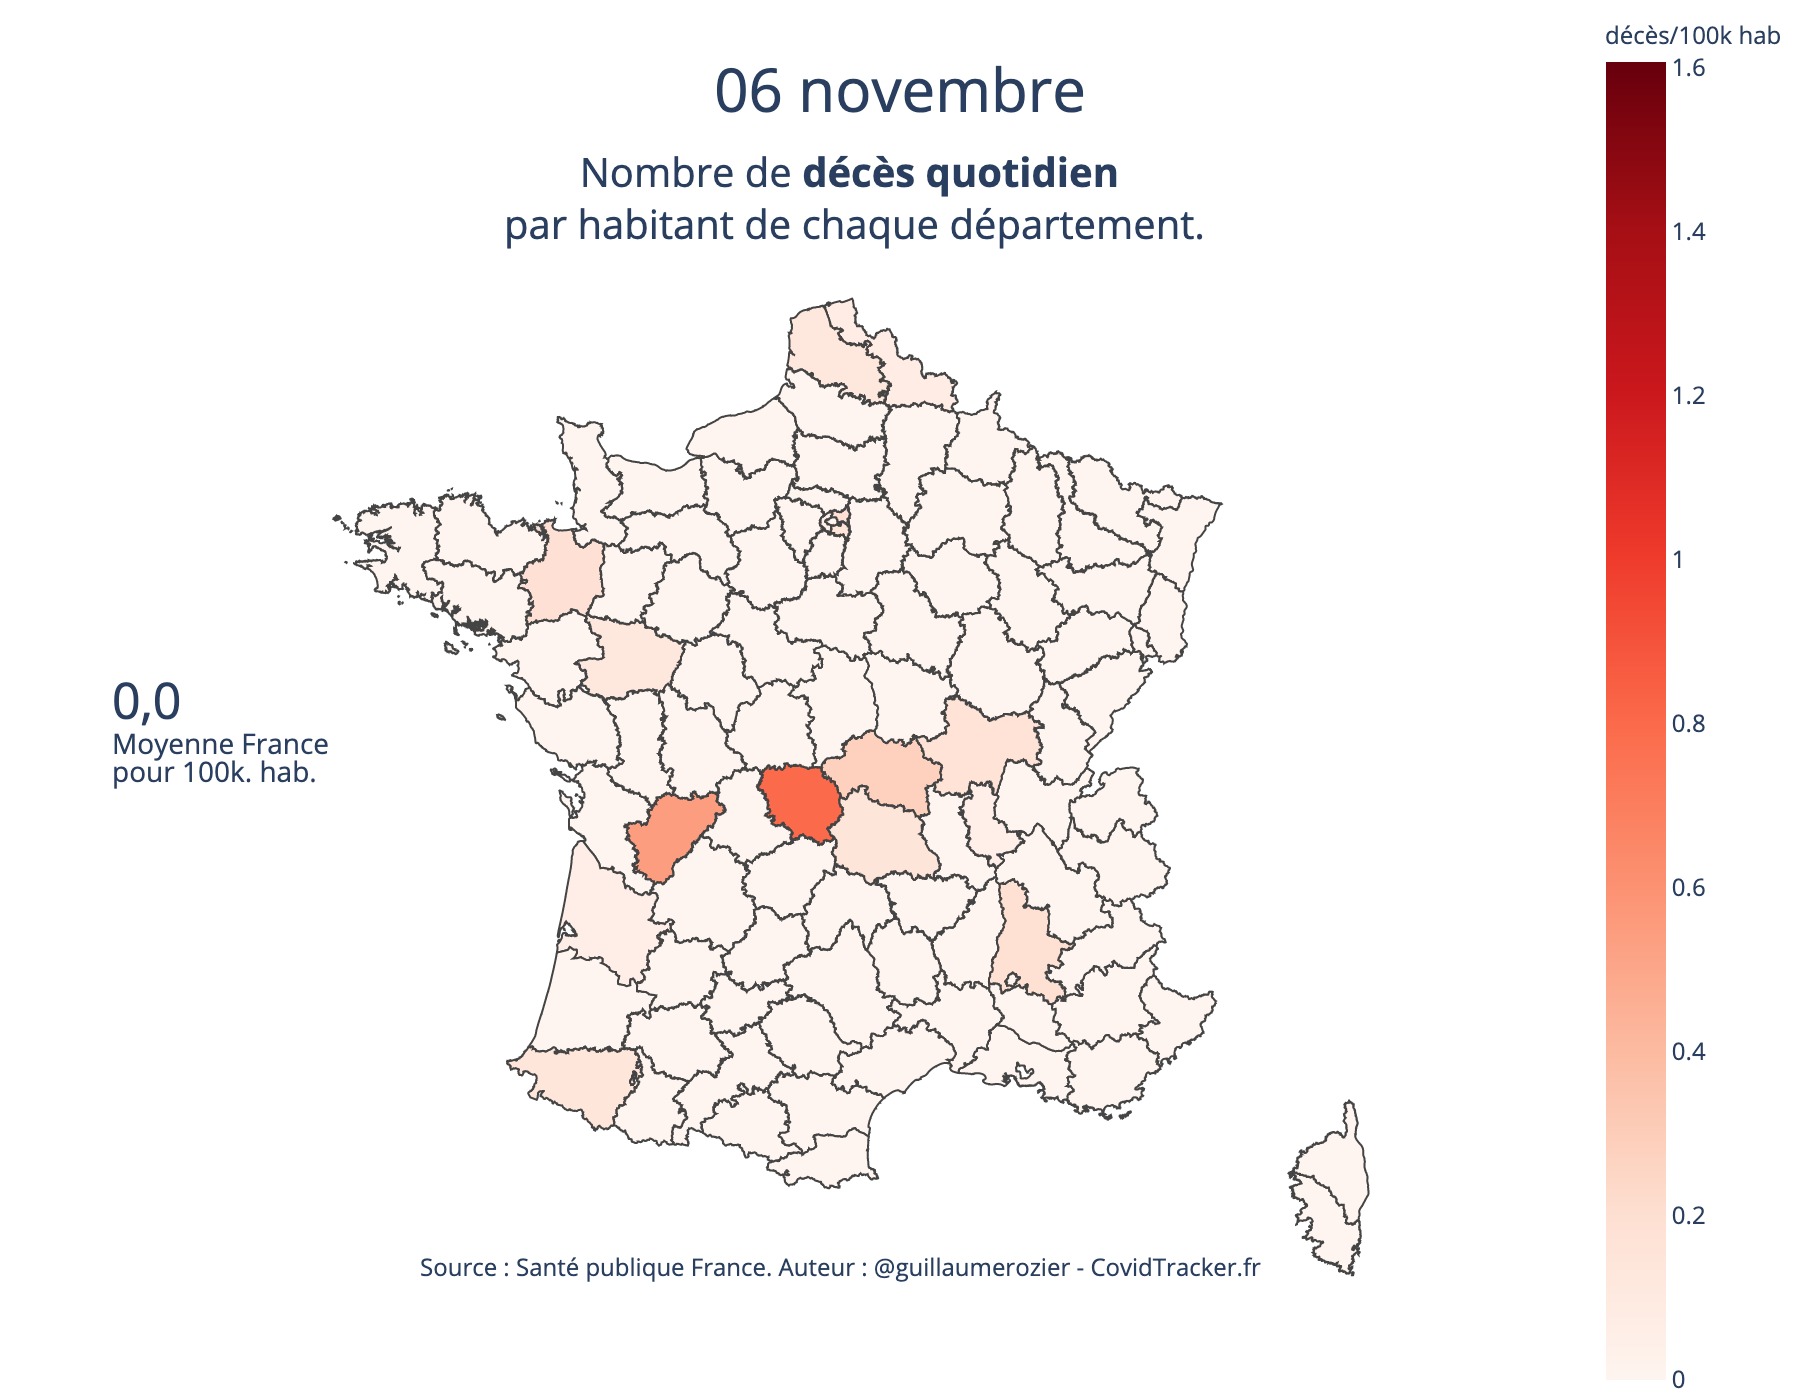 06 novembre
Nombre de décès quotidien
par habitant de chaque département.
décès/100k hab
1.6
1.4
1.2
1
0.8
0.6
0.4
0.2
0
0,0
Moyenne France
pour 100k. hab.
Source : Santé publique France. Auteur : @guillaumerozier - CovidTracker.fr